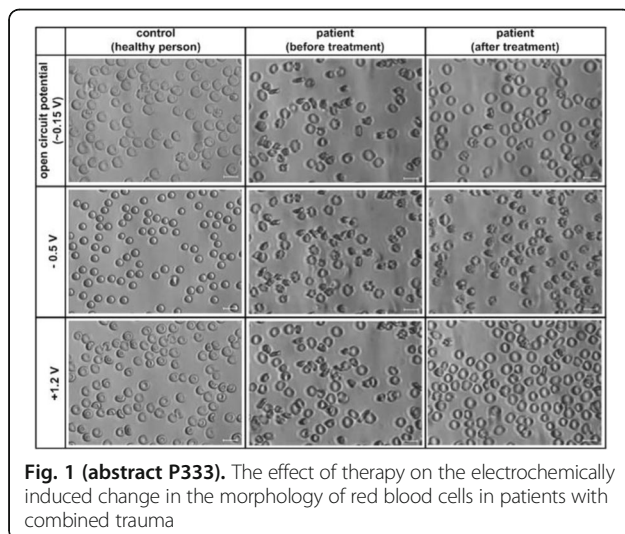 control
(healthy person)
patient
(before treatment)
patient
(after treatment)
open circuit potential
(~0.15 V)
- 0.5 V
+1.2 V
Fig. 1 (abstract P333). The effect of therapy on the electrochemically
induced change in the morphology of red blood cells in patients with
combined trauma